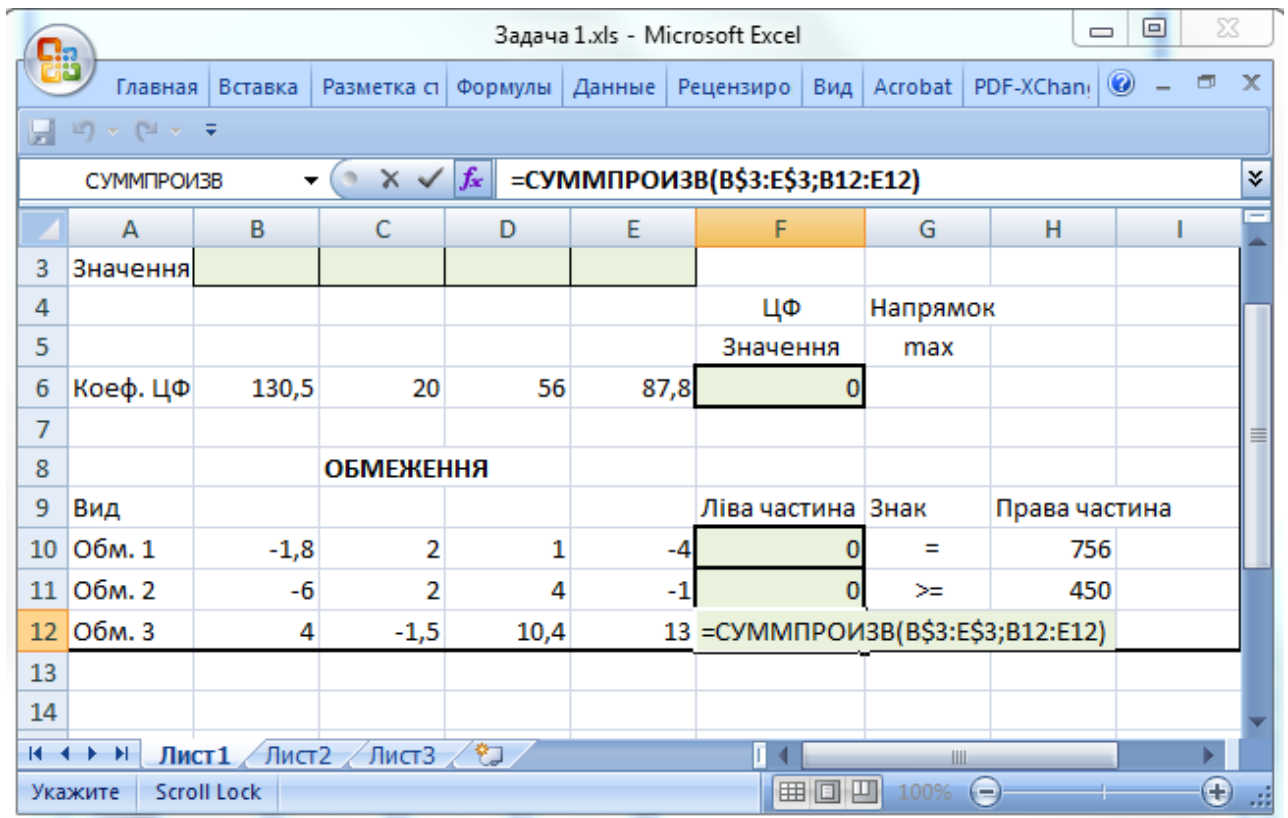 Задача 1.xls - Microsoft Excel
Главная Вставка Разметка ст Формулы Данные Рецензиро Вид Acrobat PDF-XChan
СУММПРОИЗВ fx =СУММПРОИЗВ(B$3:E$3;B12:E12)
A B C D E F G H I
3 Значення
4 ЦФ Напрямок
5 Значення max
6 Коеф. ЦФ 130,5 20 56 87,8 0
7
8 ОБМЕЖЕННЯ
9 Вид Ліва частина Знак Права частина
10 Обм. 1 -1,8 2 1 -4 0 = 756
11 Обм. 2 -6 2 4 -1 0 >= 450
12 Обм. 3 4 -1,5 10,4 13 =СУММПРОИЗВ(B$3:E$3;B12:E12)
13
14
Лист1 Лист2 Лист3
Укажите Scroll Lock 100%